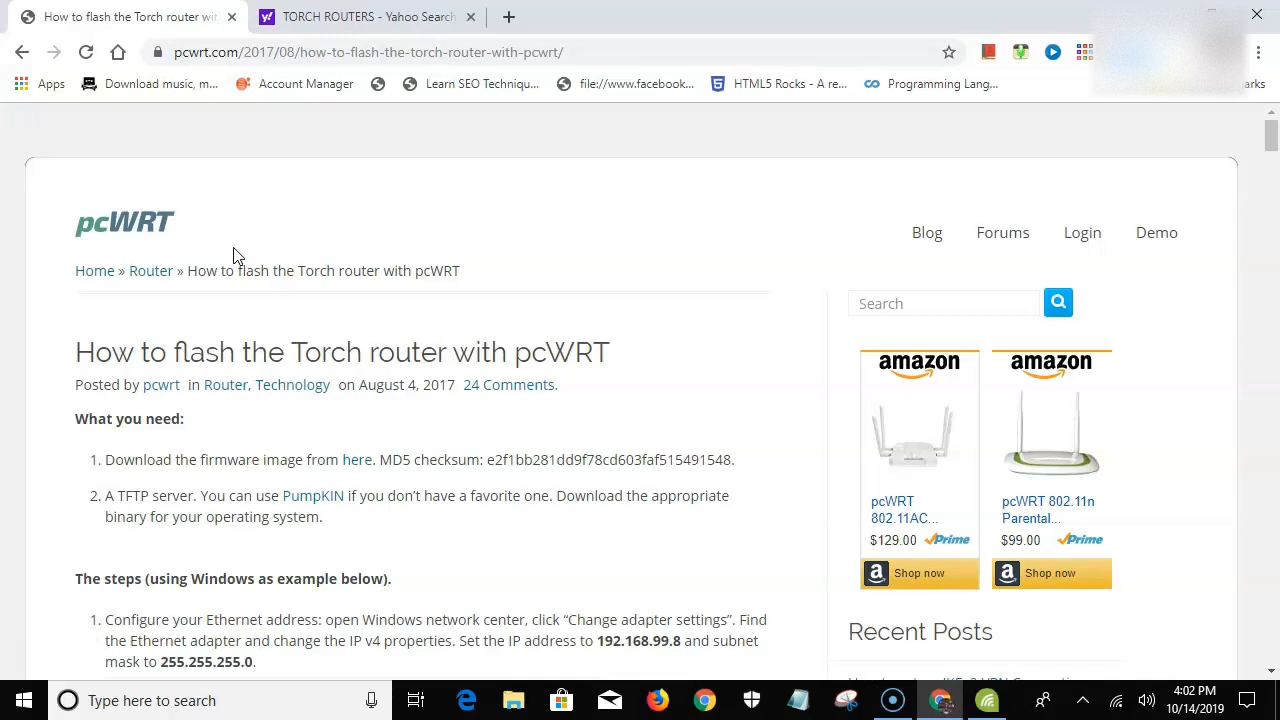 How to flash the Torch router wit
TORCH ROUTERS - Yahoo Search
pcwrt.com/2017/08/how-to-flash-the-torch-router-with-pcwrt/
Apps
Download music, m...
Account Manager
Learn SEO Techniqu...
file://www.facebook...
HTML5 Rocks - A re...
Programming Lang...
arks
pcWRT
Blog
Forums
Login
Demo
Home » Router » How to flash the Torch router with pcWRT
Search
How to flash the Torch router with pcWRT
Posted by pcwrt in Router, Technology on August 4, 2017 24 Comments.
What you need:
1. Download the firmware image from here. MD5 checksum: e2f1bb281dd9f78cd603faf515491548.
2. A TFTP server. You can use PumpKIN if you don’t have a favorite one. Download the appropriate
binary for your operating system.
The steps (using Windows as example below).
1. Configure your Ethernet address: open Windows network center, click “Change adapter settings”. Find
the Ethernet adapter and change the IP v4 properties. Set the IP address to 192.168.99.8 and subnet
mask to 255.255.255.0.
amazon
pcWRT
802.11AC...
$129.00 Prime
a Shop now
amazon
pcWRT 802.11n
Parental...
$99.00 Prime
a Shop now
Recent Posts
Type here to search
4:02 PM
10/14/2019